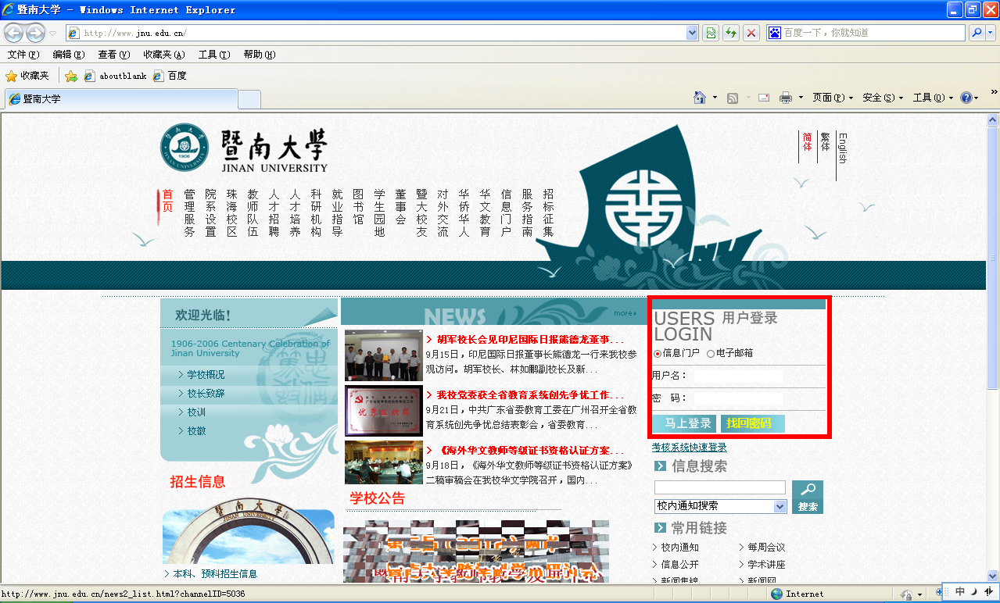 暨南大学 - Windows Internet Explorer
http://www.jnu.edu.cn/
百度一下，你就知道
文件(F) 编辑(E) 查看(V) 收藏夹(A) 工具(T) 帮助(H)
收藏夹 aboutblank 百度
暨南大学
页面(P) 安全(S) 工具(O)
暨南大學
JINAN UNIVERSITY
简体
繁体
English
首页
管理服务
院系设置
珠海校区
教师队伍
人才招聘
人才培养
科研机构
就业指导
图书馆
学生园地
董事会
暨大校友
对外交流
华侨华人
华文教育
信息门户
服务指南
招标征集
欢迎光临!
1906-2006 Centenary Celebration of
Jinan University
学校概况
校长致辞
校训
校徽
招生信息
暨南大學
JINAN UNIVERSITY
本科、预科招生信息
NEWS more
胡军校长会见印尼国际日报熊德龙董事...
9月15日，印尼国际日报董事长熊德龙一行来我校参
观访问。胡军校长、林如鹏副校长及新...
我校党委获全省教育系统创先争优工作...
9月21日，中共广东省委教育工委在广州召开全省教
育系统创先争优总结表彰会，省委教育...
优秀组织奖
《海外华文教师等级证书资格认证方案...
9月18日，《海外华文教师等级证书资格认证方案》
二稿审稿会在我校华文学院召开，国内...
学校公告
USERS 用户登录
LOGIN
信息门户 电子邮箱
用户名：
密 码：
马上登录 找回密码
考核系统快速登录
信息搜索
校内通知搜索 搜索
常用链接
校内通知 每周会议
信息公开 学术讲座
新闻集锦 新闻网
http://www.jnu.edu.cn/news2_list.html?channelID=5036
Internet
中